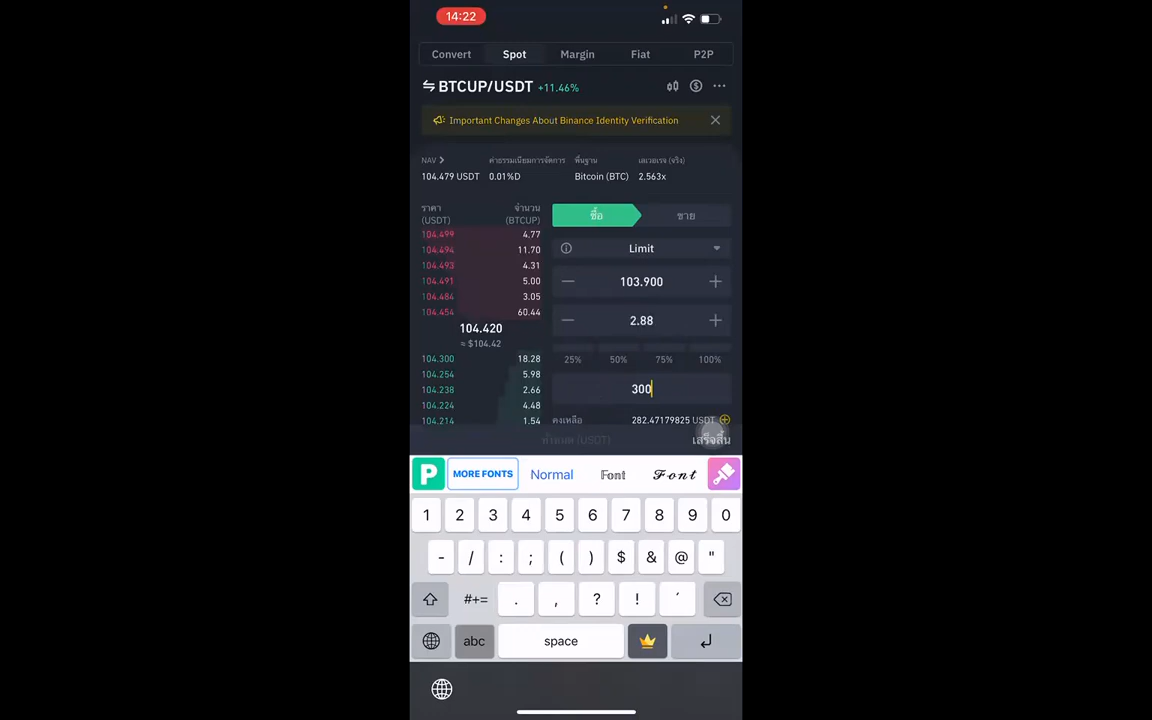 14:22
Convert Spot Margin Fiat P2P
BTCUP/USDT +11.46%
Important Changes About Binance Identity Verification
NAV ค่าธรรมเนียมการจัดการ พื้นฐาน เลเวอเรจ (จริง)
104.479 USDT 0.01%D Bitcoin (BTC) 2.563x
ราคา จำนวน
(USDT) (BTCUP)
104.499 4.77
104.494 11.70
104.493 4.31
104.491 5.00
104.484 3.05
104.454 60.44
104.420
≈ $104.42
104.300 18.28
104.254 5.98
104.238 2.66
104.224 4.48
104.214 1.54
ซื้อ ขาย
Limit
− 103.900 +
− 2.88 +
25% 50% 75% 100%
300
คงเหลือ 282.47179825 USDT
ทั้งหมด (USDT) เสร็จสิ้น
P MORE FONTS Normal Font Font
1 2 3 4 5 6 7 8 9 0
- / : ; ( ) $ & @ "
#+= . , ? ! ´
abc space